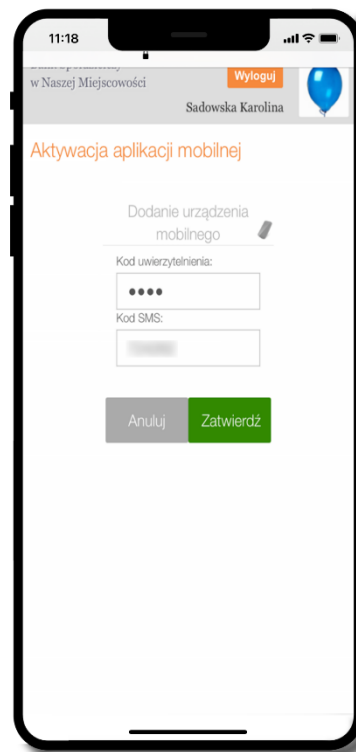 11:18
w Naszej Miejscowości
Wyloguj
Sadowska Karolina
Aktywacja aplikacji mobilnej
Dodanie urządzenia
mobilnego
Kod uwierzytelnienia:
••••
Kod SMS:
Anuluj
Zatwierdź